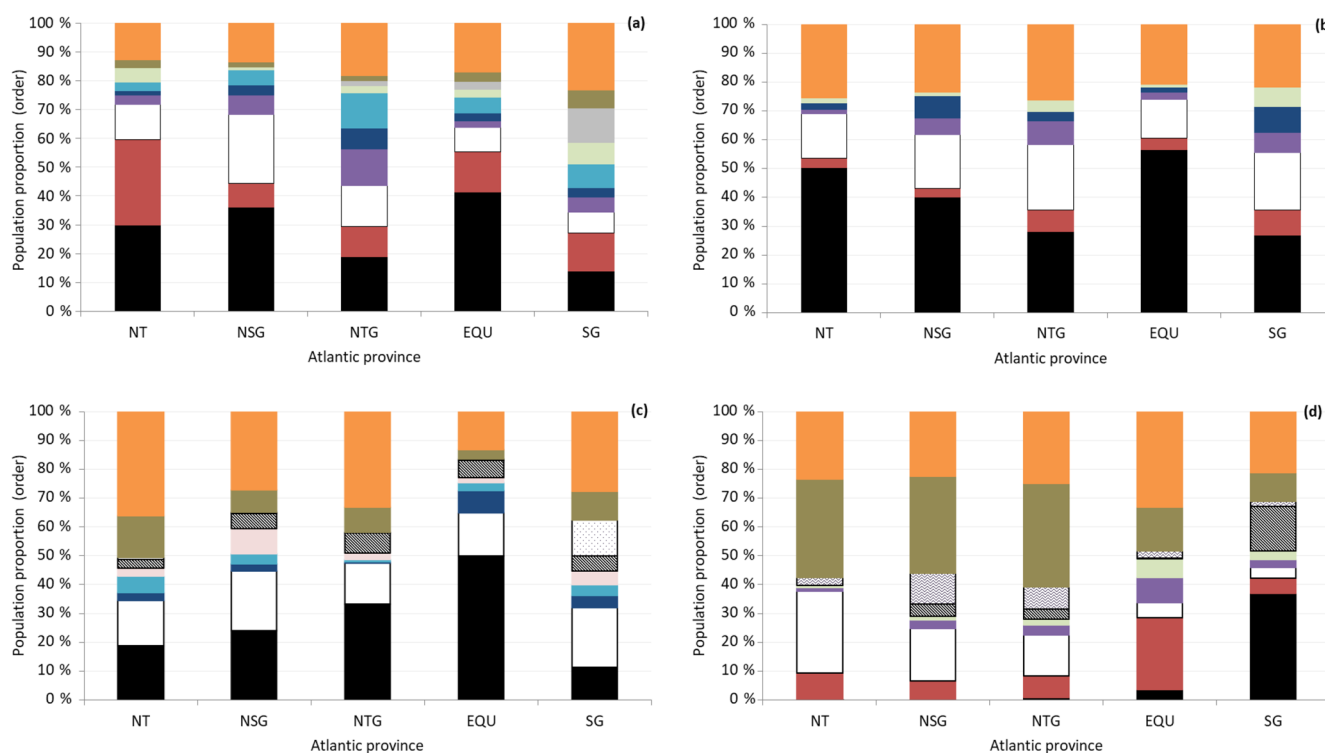 (a)
100 %
90 %
80 %
70 %
60 %
50 %
40 %
30 %
20 %
10 %
0 %
Population proportion (order)
NT NSG NTG EQU SG
Atlantic province
(b
100 %
90 %
80 %
70 %
60 %
50 %
40 %
30 %
20 %
10 %
0 %
Population proportion (order)
NT NSG NTG EQU SG
Atlantic province
(c)
100 %
90 %
80 %
70 %
60 %
50 %
40 %
30 %
20 %
10 %
0 %
Population proportion (order)
NT NSG NTG EQU SG
Atlantic province
(d)
100 %
90 %
80 %
70 %
60 %
50 %
40 %
30 %
20 %
10 %
0 %
Population proportion (order)
NT NSG NTG EQU SG
Atlantic province